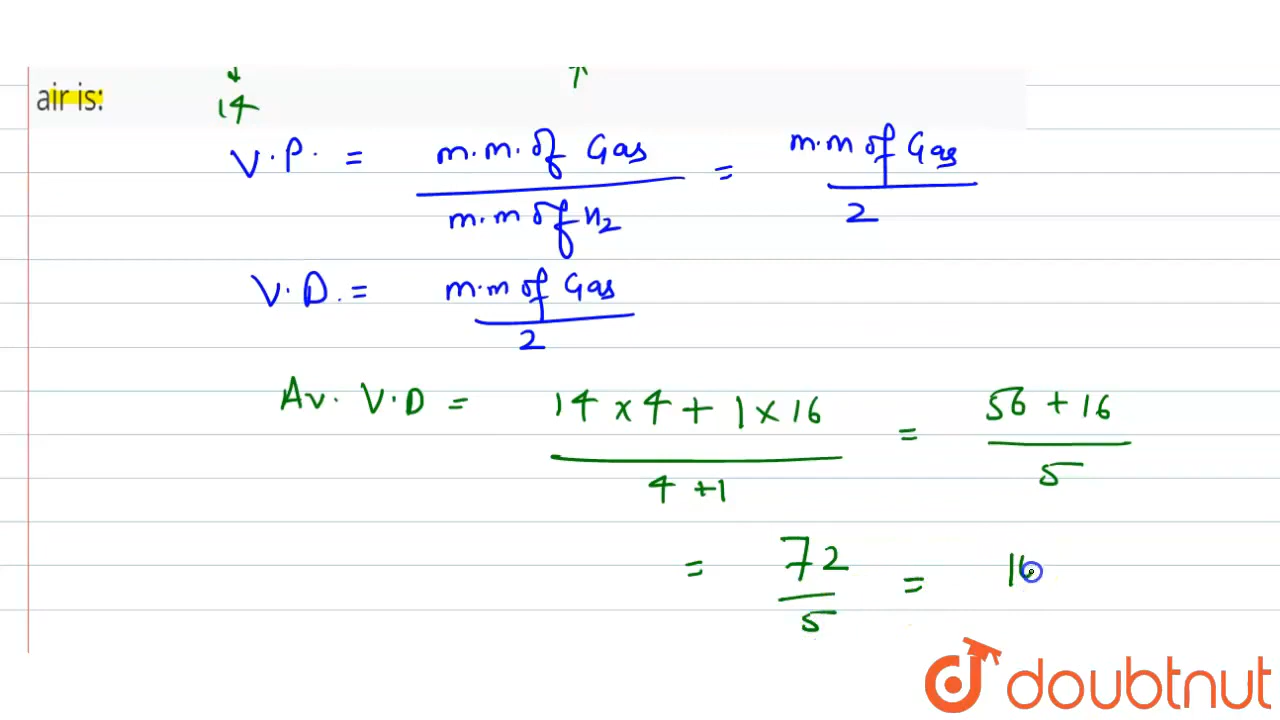 air is:
14
V.P. = m.m. of Gas / m.m of H2 = m.m of Gas / 2
V.D. = m.m of Gas / 2
Av. V.D = 14 x 4 + 1 x 16 / 4 + 1 = 56 + 16 / 5
= 72 / 5 =
doubtnut